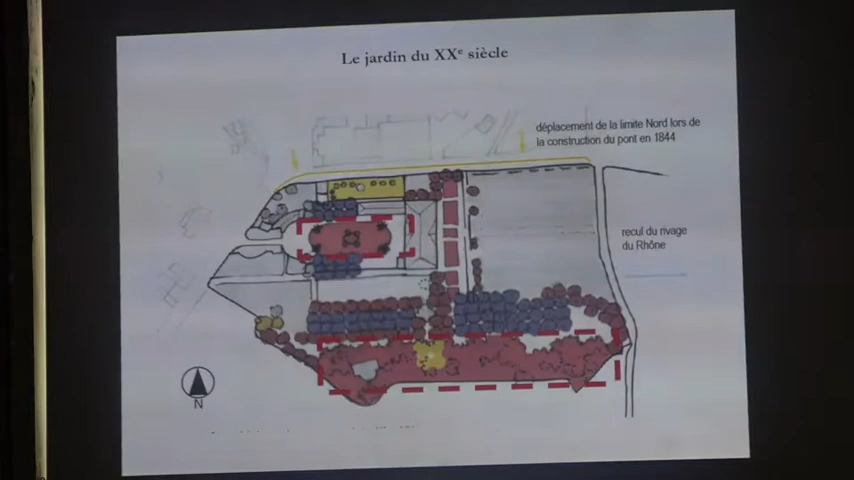 Le jardin du XXᵉ siècle
déplacement de la limite Nord lors de
la construction du pont en 1844
recul du rivage
du Rhône
N